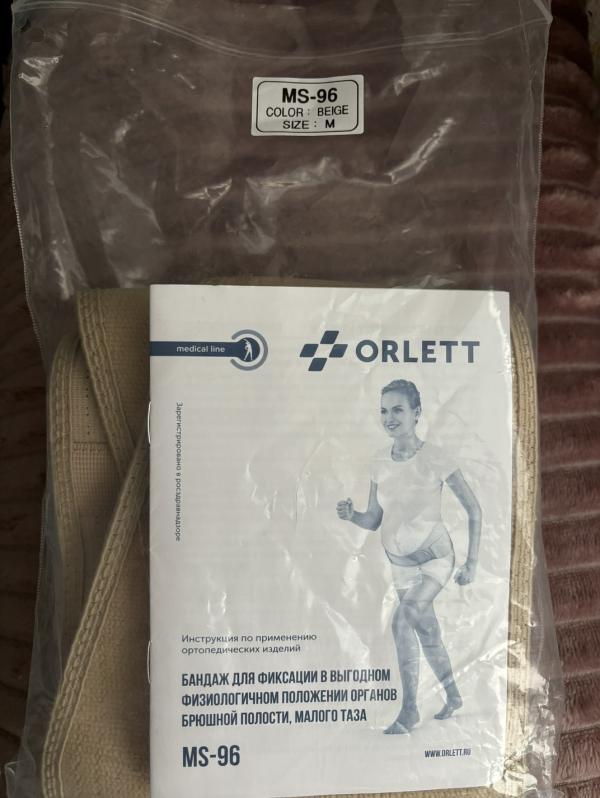 MS-96
COLOR : BEIGE
SIZE : M
medical line
ORLETT
Зарегистрировано в росздравнадзоре
Инструкция по применению
ортопедических изделий
БАНДАЖ ДЛЯ ФИКСАЦИИ В ВЫГОДНОМ
ФИЗИОЛОГИЧНОМ ПОЛОЖЕНИИ ОРГАНОВ
БРЮШНОЙ ПОЛОСТИ, МАЛОГО ТАЗА
MS-96
WWW.ORLETT.RU